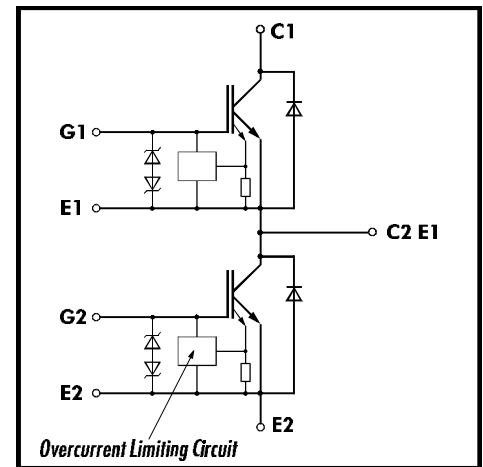 C1
G1
E1
C2 E1
G2
E2
E2
Overcurrent Limiting Circuit